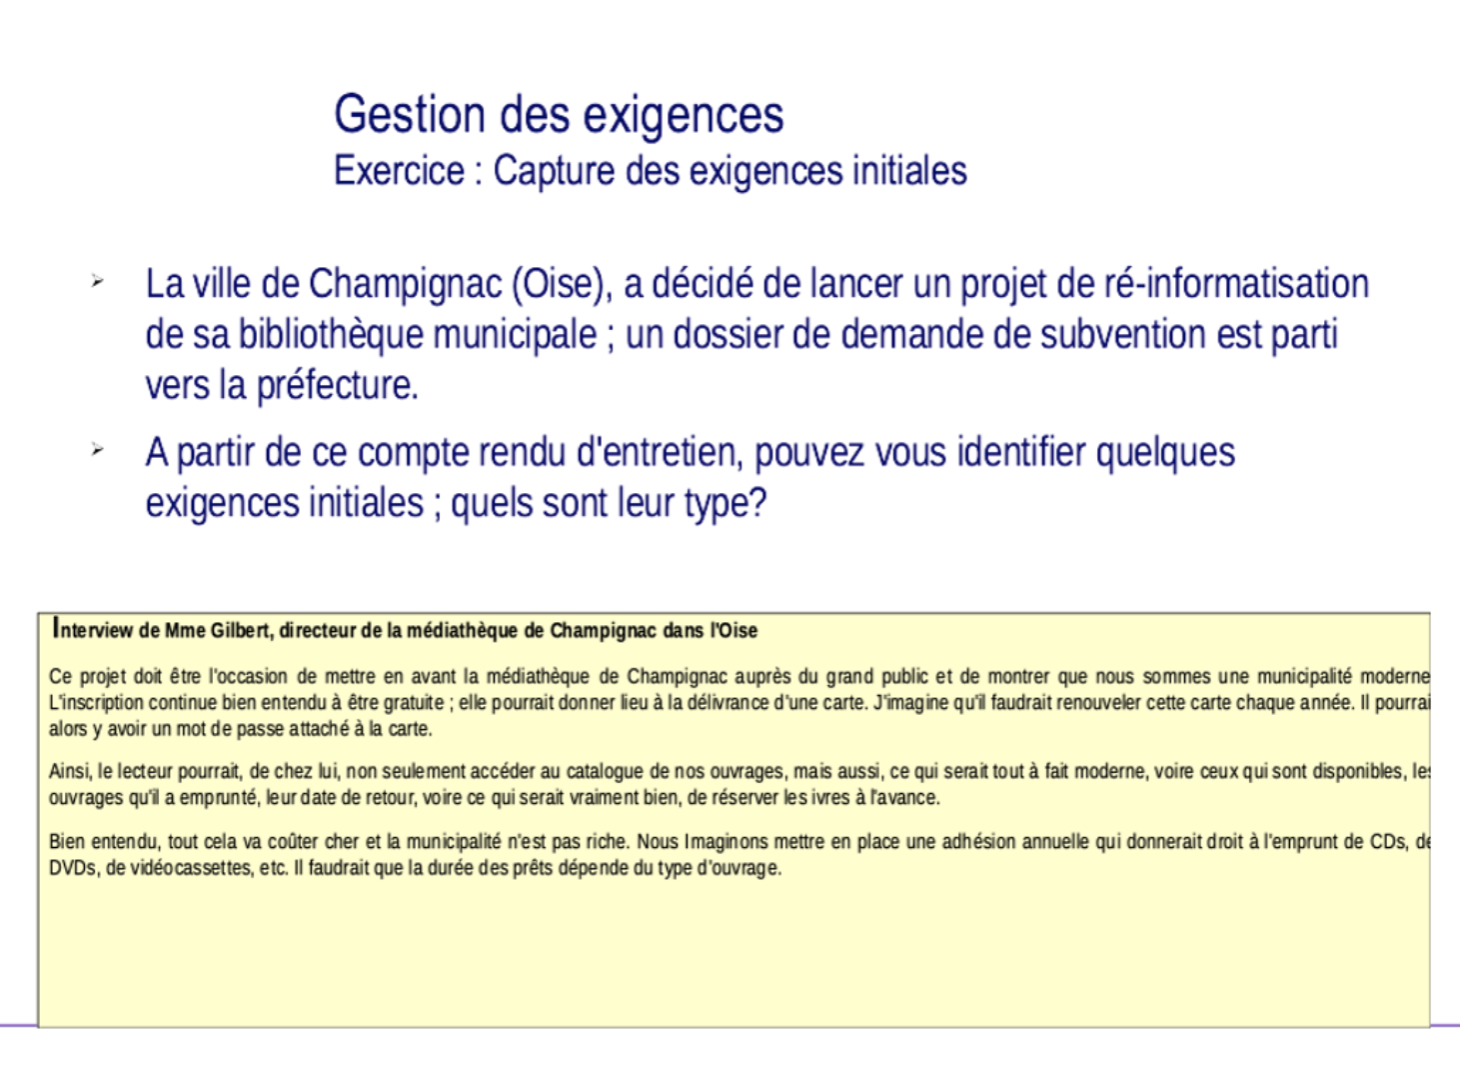 Gestion des exigences
Exercice : Capture des exigences initiales
La ville de Champignac (Oise), a décidé de lancer un projet de ré-informatisation
de sa bibliothèque municipale ; un dossier de demande de subvention est parti
vers la préfecture.
A partir de ce compte rendu d'entretien, pouvez vous identifier quelques
exigences initiales ; quels sont leur type?
Interview de Mme Gilbert, directeur de la médiathèque de Champignac dans l'Oise
Ce projet doit être l'occasion de mettre en avant la médiathèque de Champignac auprès du grand public et de montrer que nous sommes une municipalité moderne
L'inscription continue bien entendu à être gratuite ; elle pourrait donner lieu à la délivrance d'une carte. J'imagine qu'il faudrait renouveler cette carte chaque année. Il pourrai
alors y avoir un mot de passe attaché à la carte.
Ainsi, le lecteur pourrait, de chez lui, non seulement accéder au catalogue de nos ouvrages, mais aussi, ce qui serait tout à fait moderne, voire ceux qui sont disponibles, les
ouvrages qu'il a emprunté, leur date de retour, voire ce qui serait vraiment bien, de réserver les ivres à l'avance.
Bien entendu, tout cela va coûter cher et la municipalité n'est pas riche. Nous Imaginons mettre en place une adhésion annuelle qui donnerait droit à l'emprunt de CDs, de
DVDs, de vidéocassettes, etc. Il faudrait que la durée des prêts dépende du type d'ouvrage.